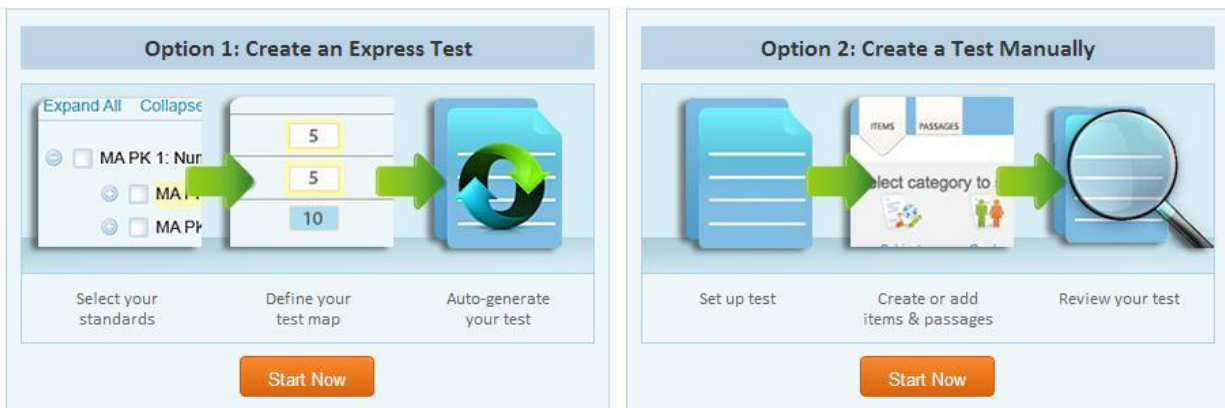 Option 1: Create an Express Test
Expand All Collapse
MA PK 1: Nur
MA P
MA PK
5
5
10
Select your
standards
Define your
test map
Auto-generate
your test
Start Now
Option 2: Create a Test Manually
ITEMS PASSAGES
elect category to
Set up test
Create or add
items & passages
Review your test
Start Now